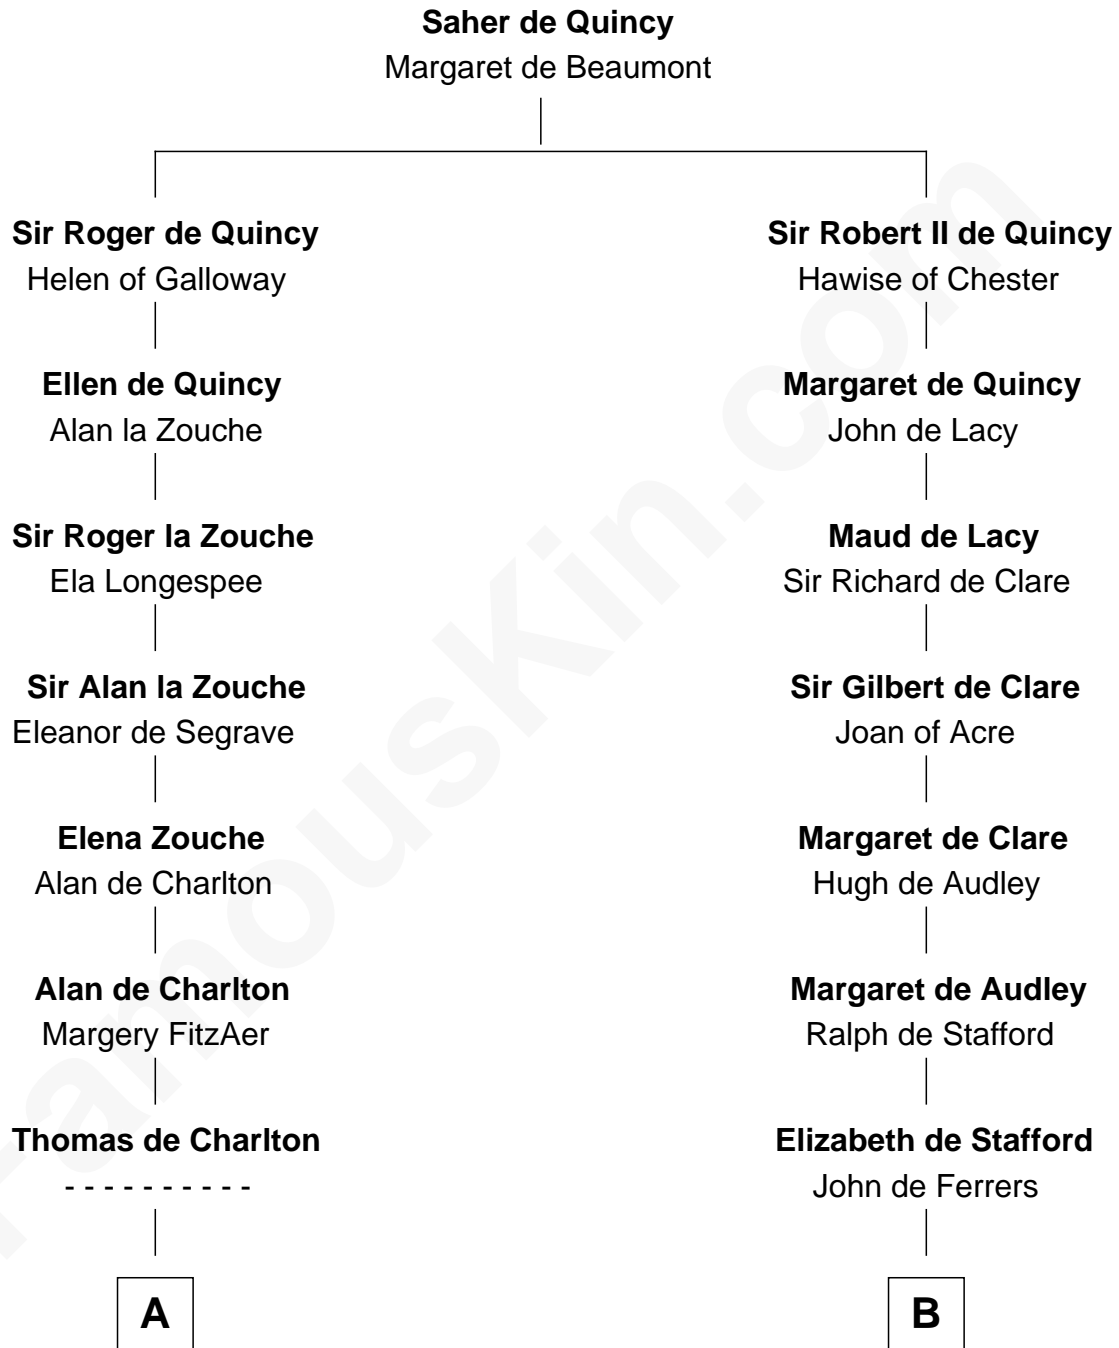 Saher de Quincy
Margaret de Beaumont
Sir Roger de Quincy
Helen of Galloway
Sir Robert II de Quincy
Hawise of Chester
Ellen de Quincy
Alan la Zouche
Margaret de Quincy
John de Lacy
Sir Roger la Zouche
Ela Longespee
Maud de Lacy
Sir Richard de Clare
Sir Alan la Zouche
Eleanor de Segrave
Sir Gilbert de Clare
Joan of Acre
Elena Zouche
Alan de Charlton
Margaret de Clare
Hugh de Audley
Alan de Charlton
Margery FitzAer
Margaret de Audley
Ralph de Stafford
Thomas de Charlton
- - - - - - - - - -
Elizabeth de Stafford
John de Ferrers
A
B
FamousKin.com